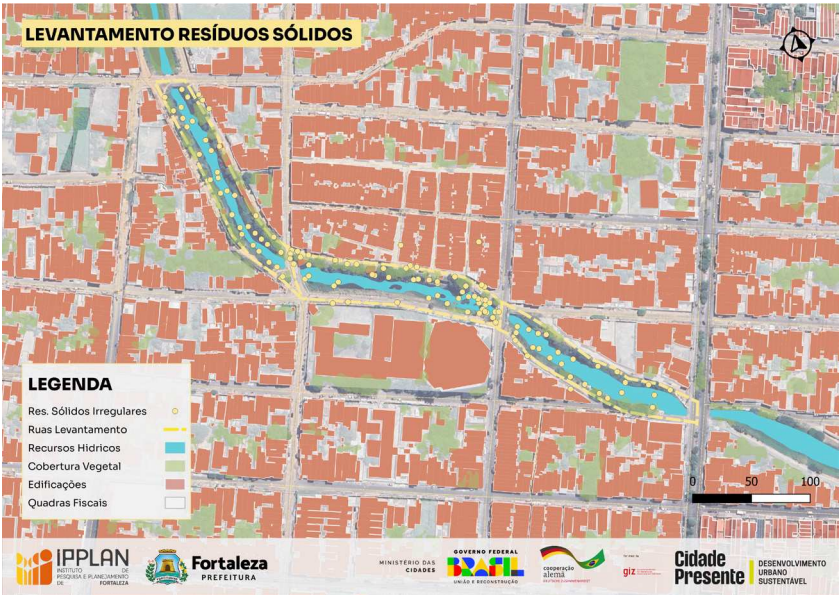 LEVANTAMENTO RESÍDUOS SÓLIDOS
LEGENDA
Res. Sólidos Irregulares
Ruas Levantamento
Recursos Hidricos
Cobertura Vegetal
Edificações
Quadras Fiscais
0 50 100
IPPLAN
INSTITUTO DE
PESQUISA E PLANEJAMENTO
DE FORTALEZA
Fortaleza
PREFEITURA
MINISTÉRIO DAS
CIDADES
GOVERNO FEDERAL
BRASIL
UNIÃO E RECONSTRUÇÃO
cooperação
alemã
giz
Cidade
Presente
DESENVOLVIMENTO
URBANO
SUSTENTÁVEL